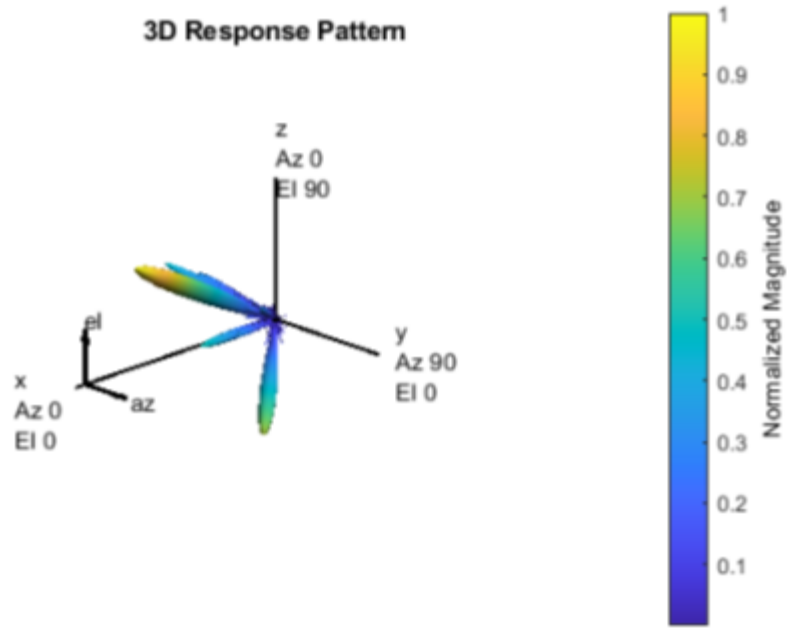 3D Response Pattern
z
Az 0
El 90
y
Az 90
El 0
el
az
x
Az 0
El 0
1
0.9
0.8
0.7
0.6
0.5
0.4
0.3
0.2
0.1
Normalized Magnitude